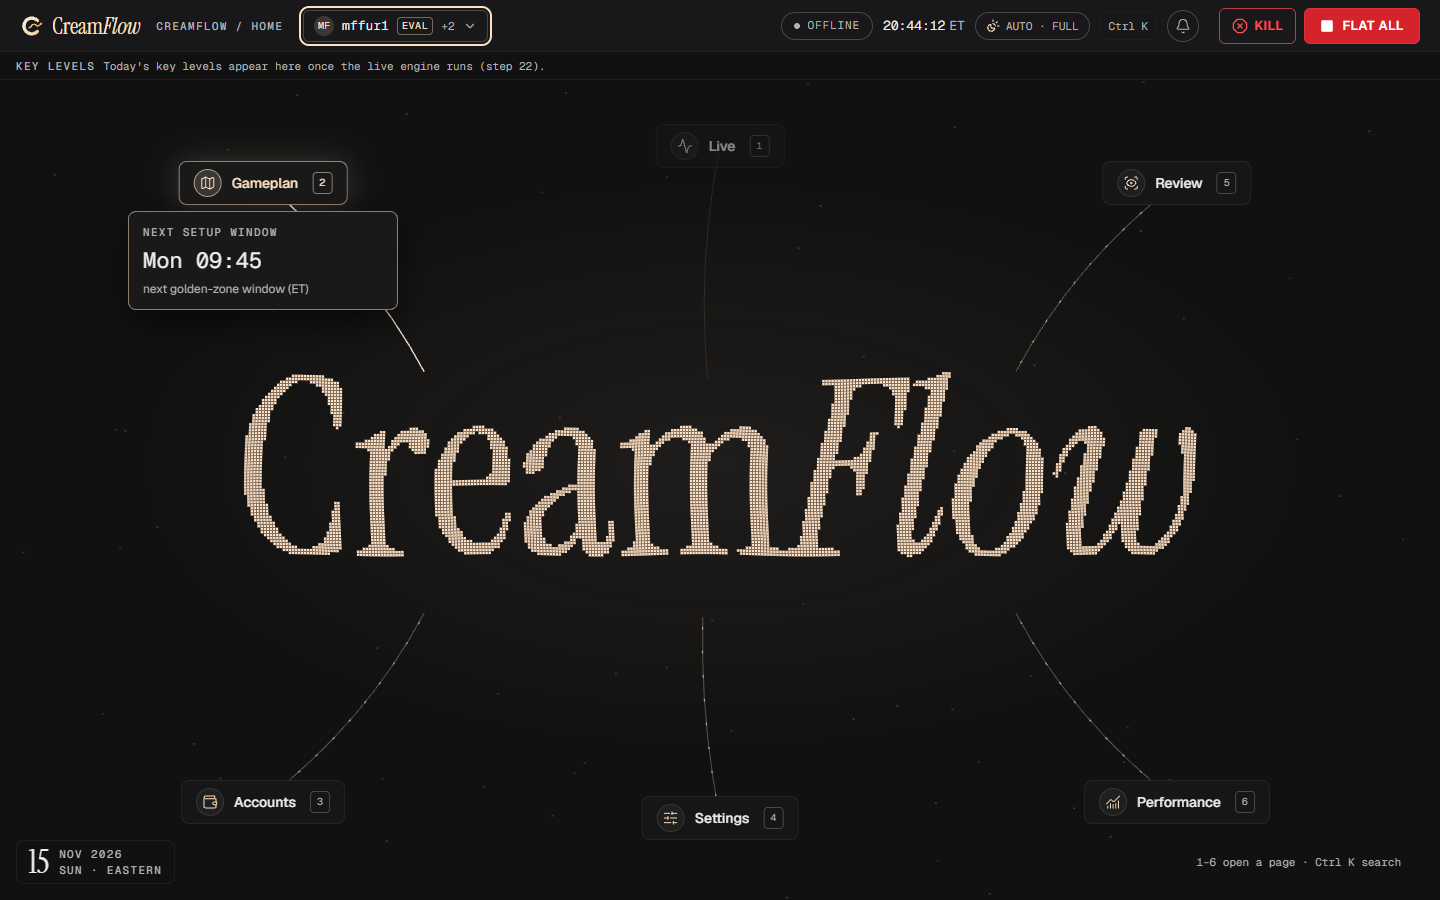 CreamFlow CREAMFLOW / HOME MF mffur1 EVAL +2 OFFLINE 20:44:12 ET AUTO · FULL Ctrl K KILL FLAT ALL
KEY LEVELS Today's key levels appear here once the live engine runs (step 22).
Live 1
Gameplan 2
Review 5
NEXT SETUP WINDOW
Mon 09:45
next golden-zone window (ET)
CreamFlow
Accounts 3
Settings 4
Performance 6
15 NOV 2026
SUN · EASTERN
1-6 open a page · Ctrl K search